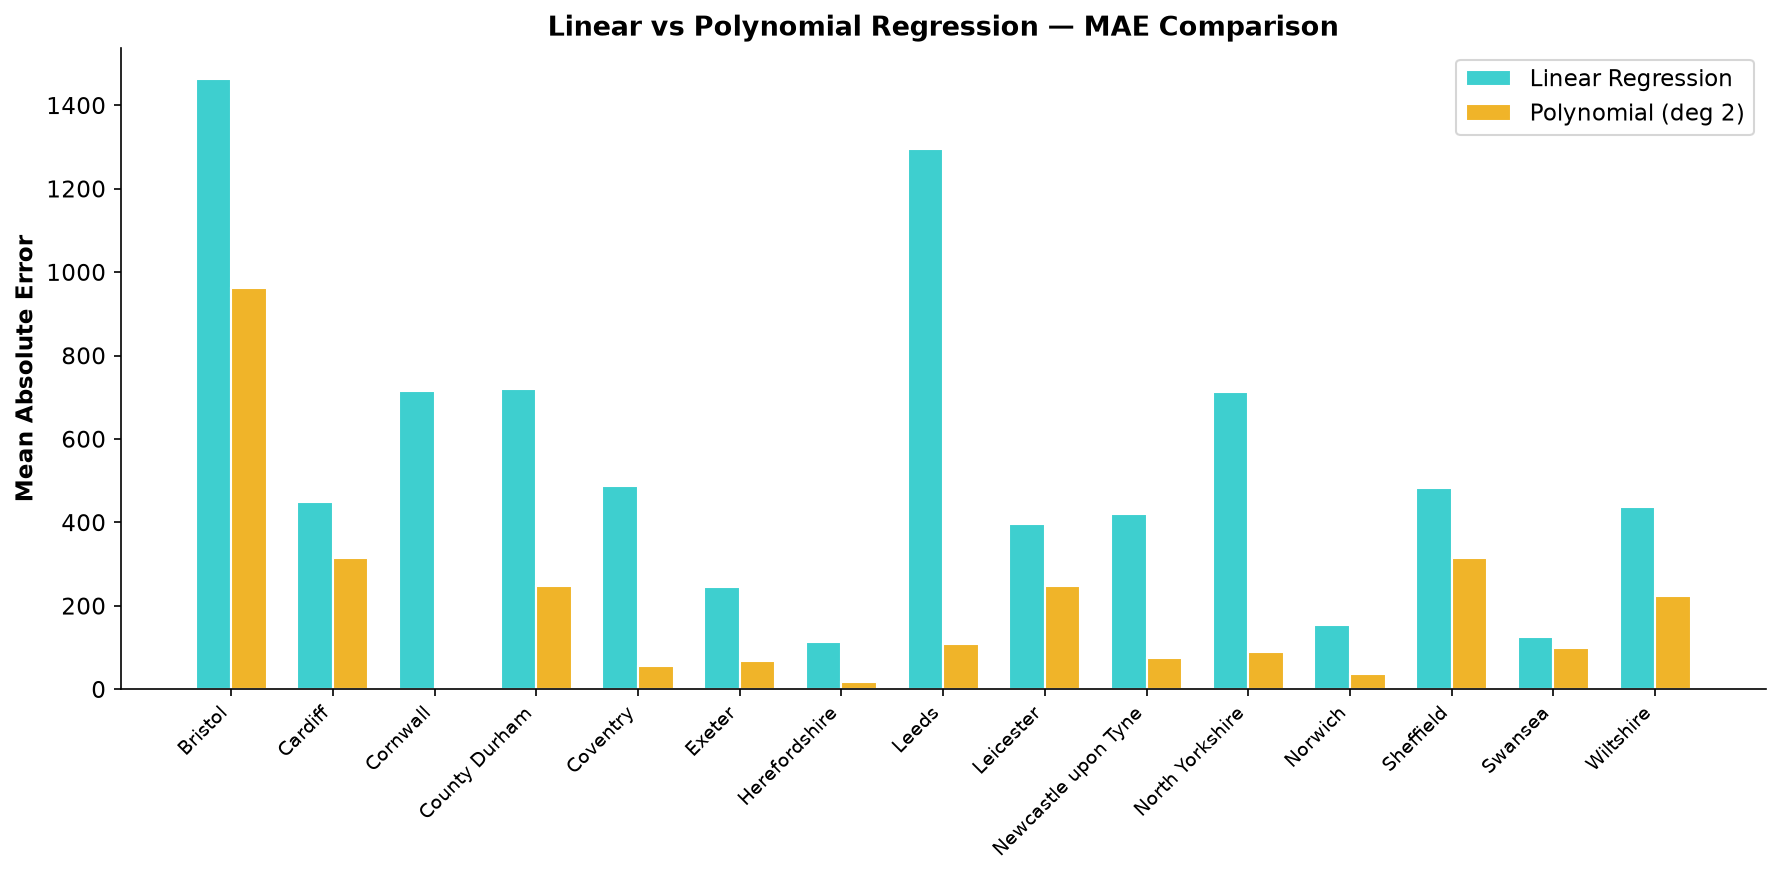 Linear vs Polynomial Regression — MAE Comparison
Linear Regression
Polynomial (deg 2)
Mean Absolute Error
1400
1200
1000
800
600
400
200
0
Bristol
Cardiff
Cornwall
County Durham
Coventry
Exeter
Herefordshire
Leeds
Leicester
Newcastle upon Tyne
North Yorkshire
Norwich
Sheffield
Swansea
Wiltshire